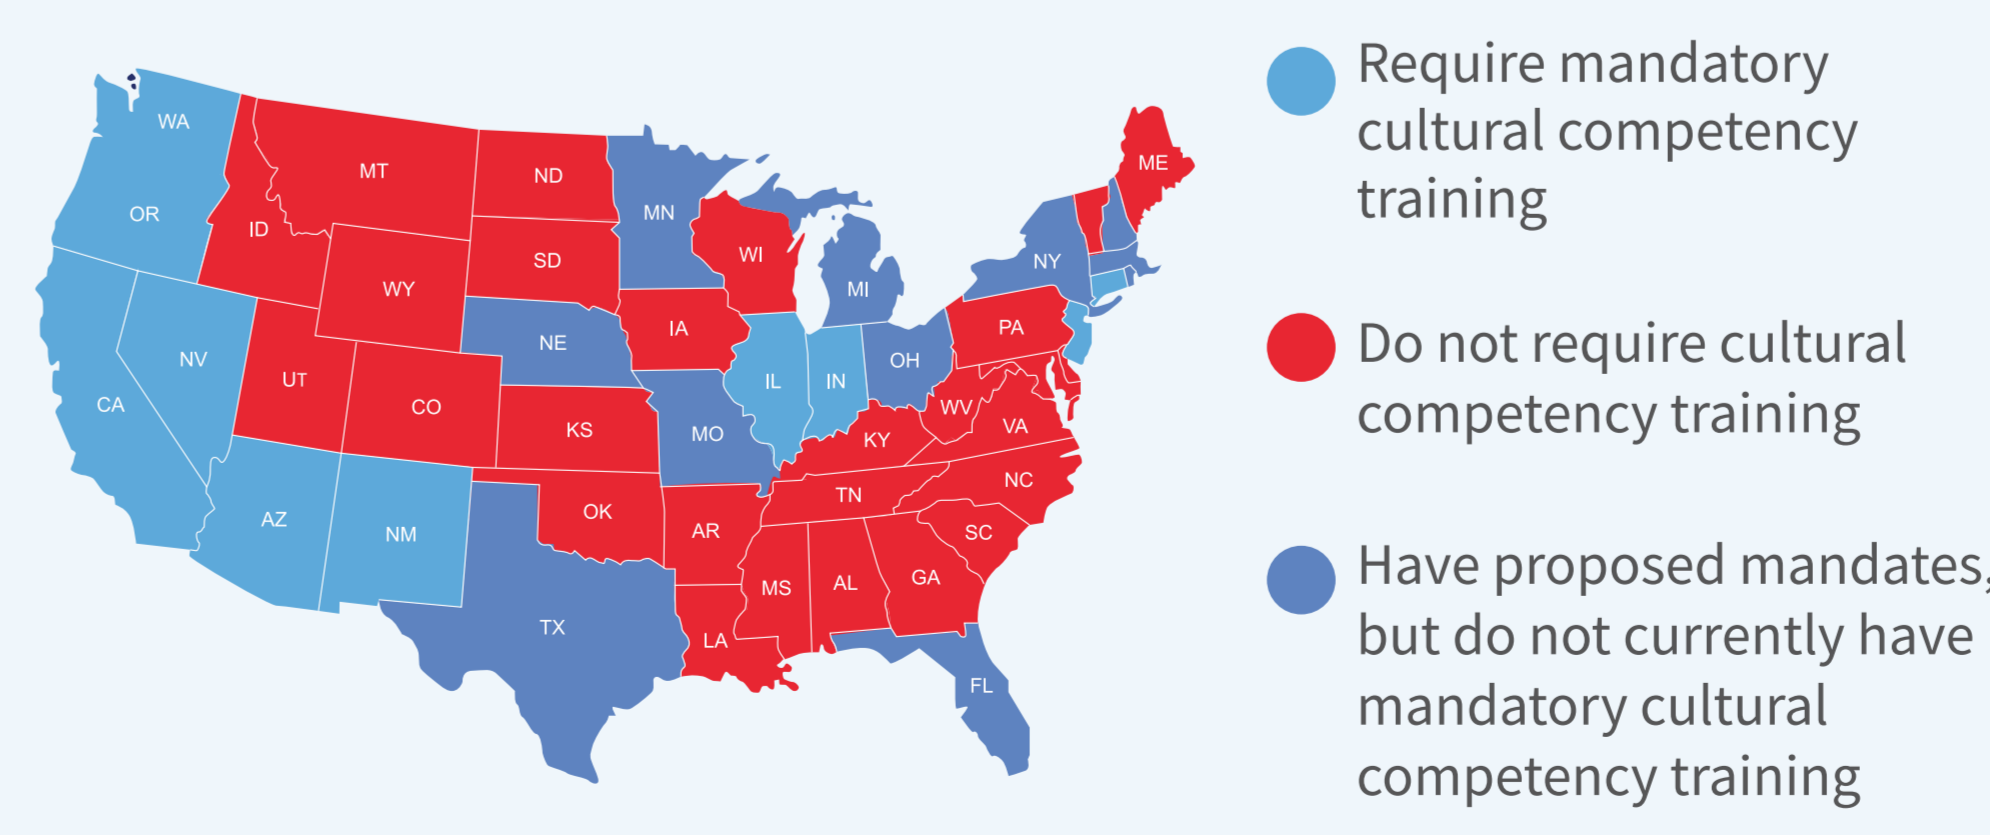 WA
MT
ND
ME
OR
ID
MN
SD
WI
NY
WY
MI
NE
IA
PA
NV
UT
IL
IN
OH
CA
CO
KS
MO
WV
KY
VA
AZ
NM
OK
AR
TN
NC
SC
MS
AL
GA
TX
LA
FL
Require mandatory
cultural competency
training
Do not require cultural
competency training
Have proposed mandates,
but do not currently have
mandatory cultural
competency training